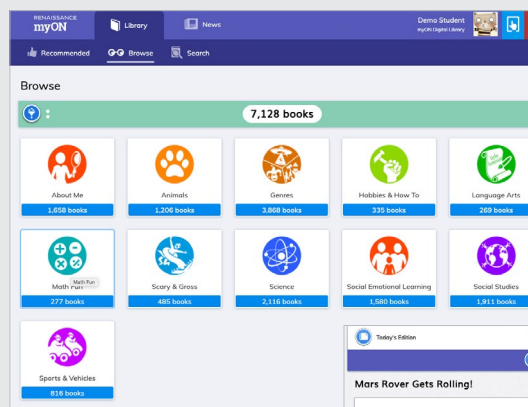 RENAISSANCE
myON
Library
News
Demo Student
myON Digital Library
Recommended
Browse
Search
Browse
7,128 books
About Me
1,658 books
Animals
1,206 books
Genres
3,868 books
Hobbies & How To
335 books
Language Arts
269 books
Math Fun
Math Fun
277 books
Scary & Gross
485 books
Science
2,116 books
Social Emotional Learning
1,580 books
Social Studies
1,911 books
Sports & Vehicles
816 books
Today's Edition
Mars Rover Gets Rolling!